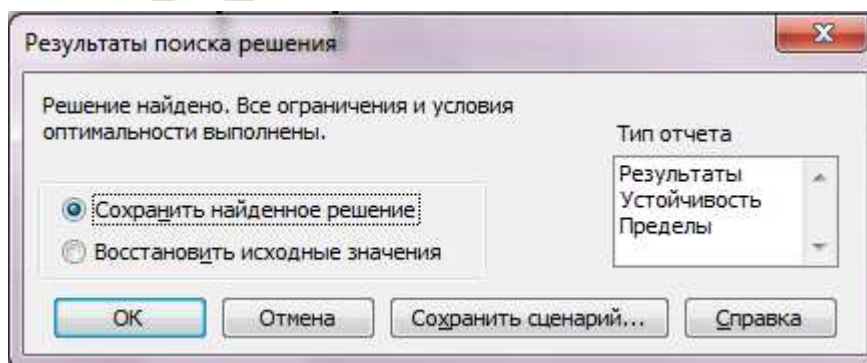 Результаты поиска решения
Решение найдено. Все ограничения и условия
оптимальности выполнены.
Тип отчета
Результаты
Устойчивость
Пределы
Сохранить найденное решение
Восстановить исходные значения
ОК
Отмена
Сохранить сценарий...
Справка